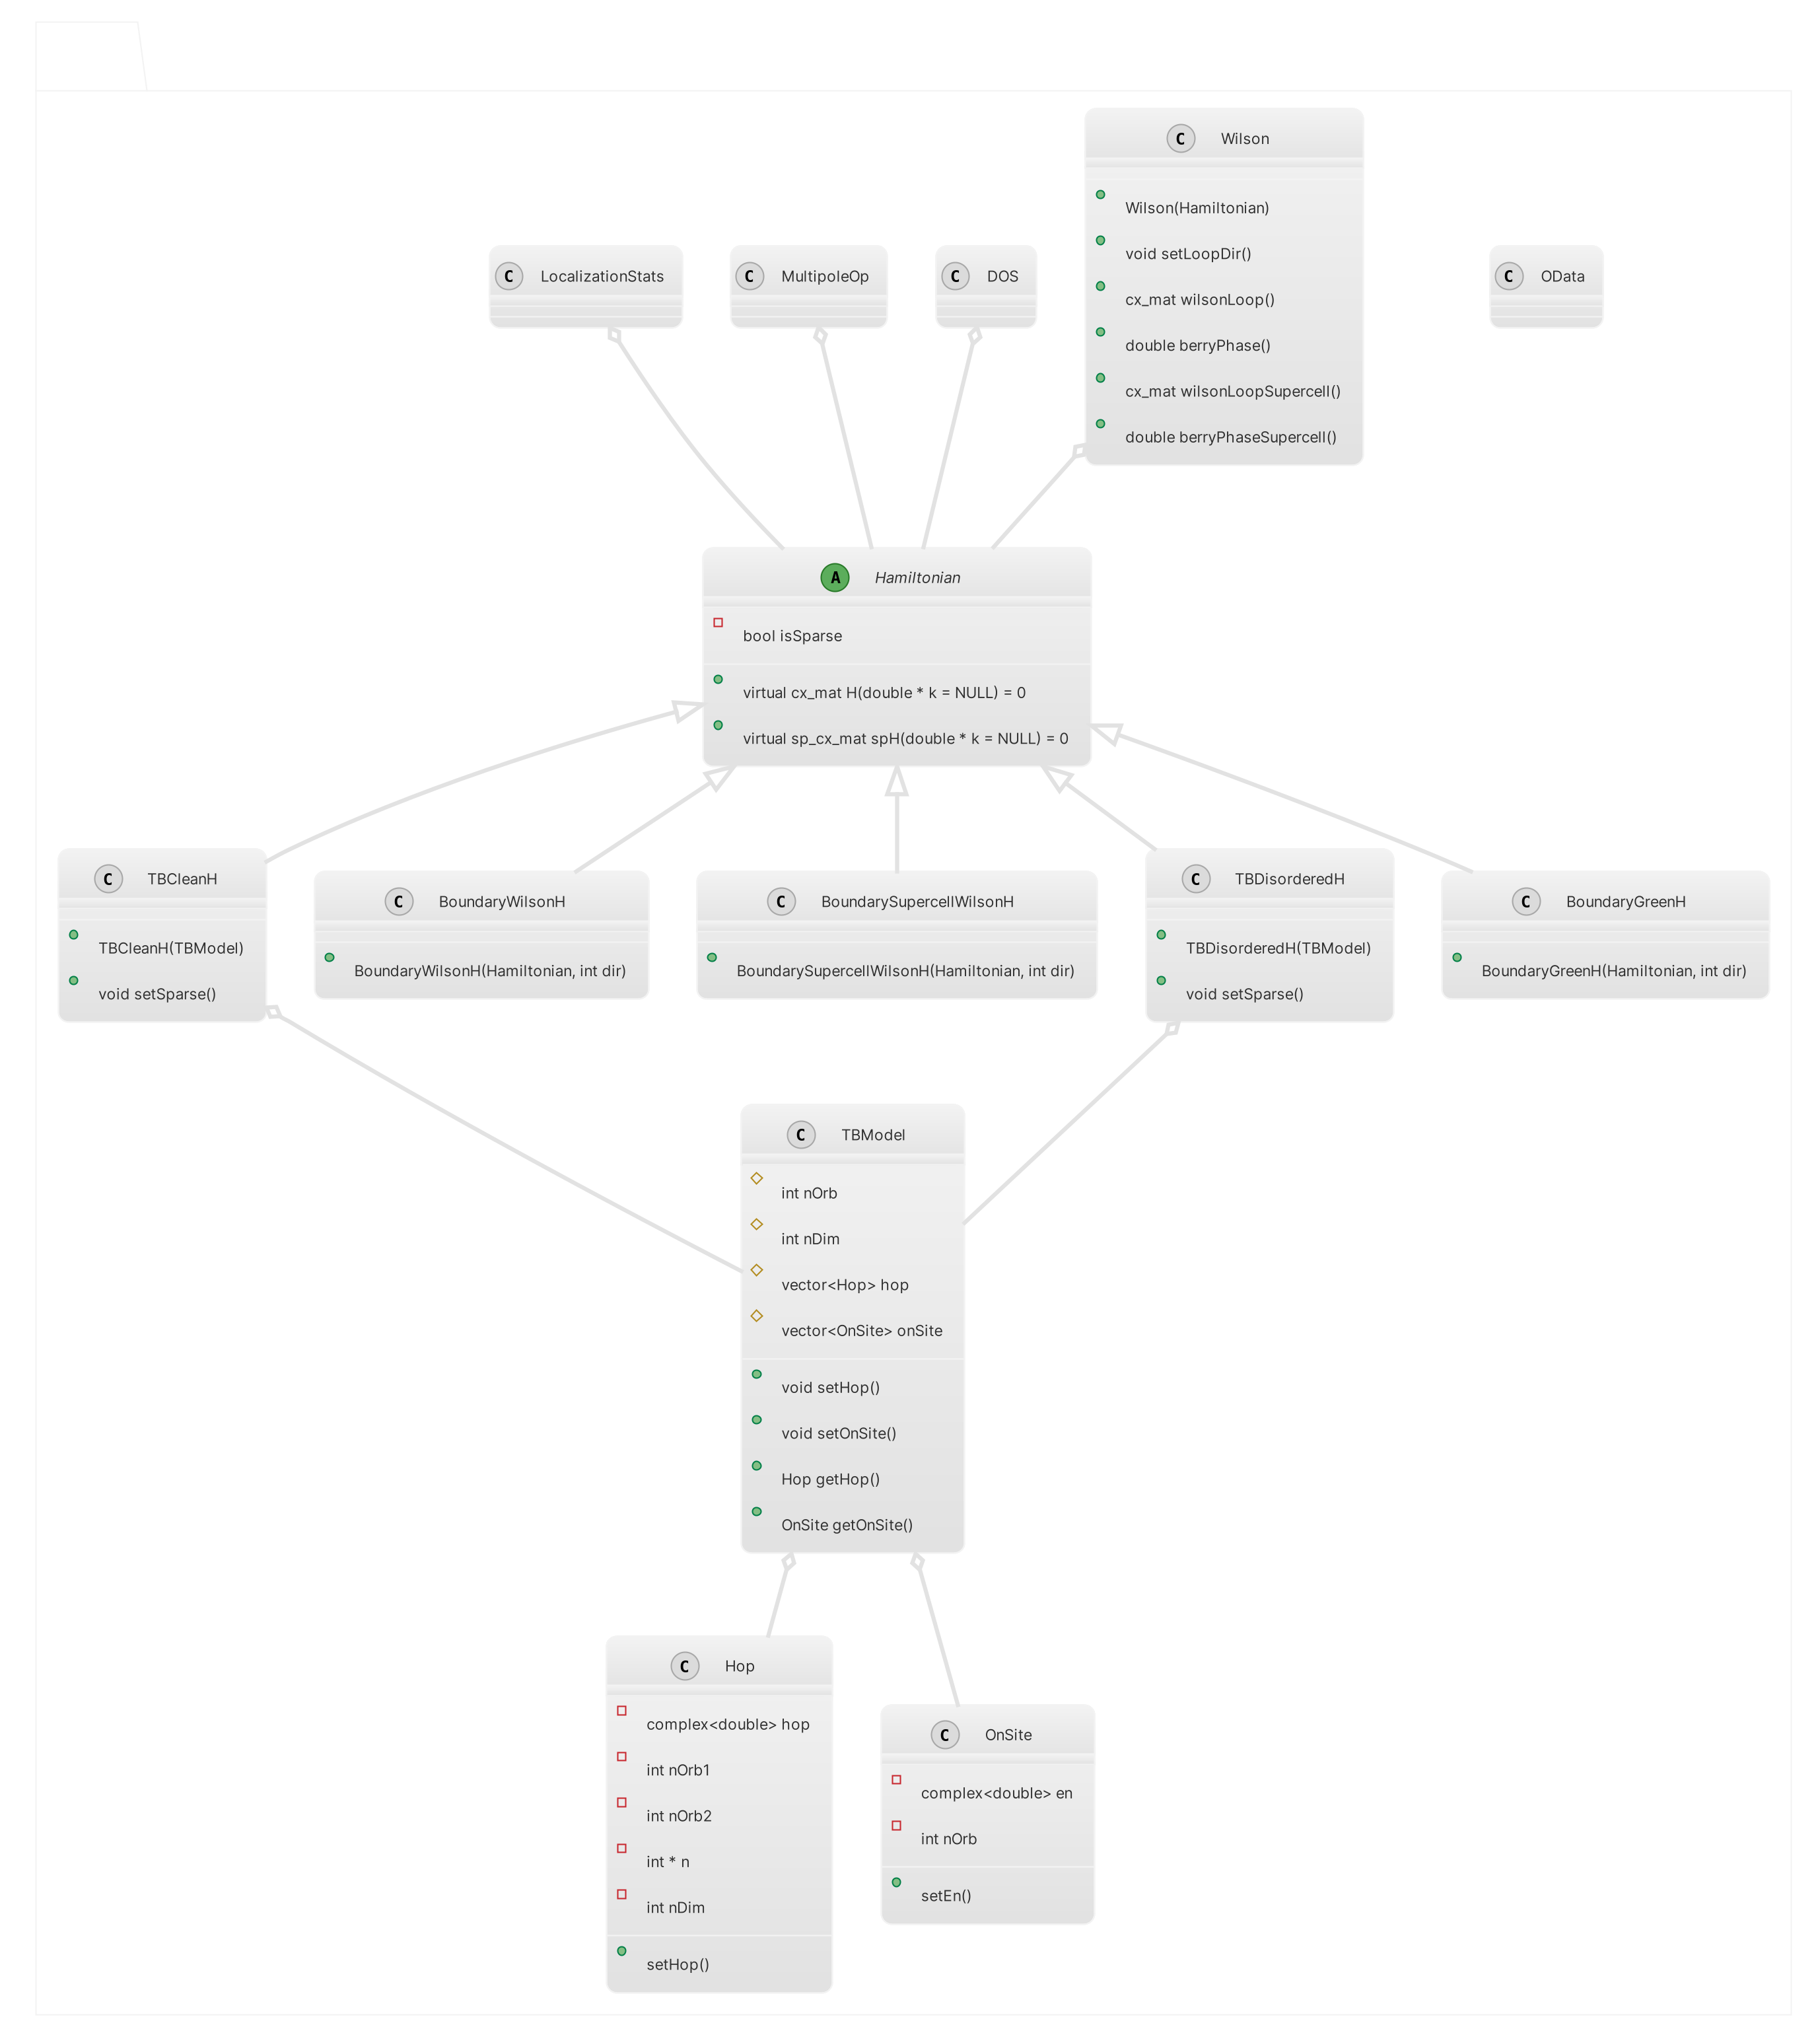 C Wilson
Wilson(Hamiltonian)
void setLoopDir()
cx_mat wilsonLoop()
double berryPhase()
cx_mat wilsonLoopSupercell()
double berryPhaseSupercell()
C LocalizationStats
C MultipoleOp
C DOS
C OData
A Hamiltonian
bool isSparse
virtual cx_mat H(double * k = NULL) = 0
virtual sp_cx_mat spH(double * k = NULL) = 0
C TBCleanH
TBCleanH(TBModel)
void setSparse()
C BoundaryWilsonH
BoundaryWilsonH(Hamiltonian, int dir)
C BoundarySupercellWilsonH
BoundarySupercellWilsonH(Hamiltonian, int dir)
C TBDisorderedH
TBDisorderedH(TBModel)
void setSparse()
C BoundaryGreenH
BoundaryGreenH(Hamiltonian, int dir)
C TBModel
int nOrb
int nDim
vector<Hop> hop
vector<OnSite> onSite
void setHop()
void setOnSite()
Hop getHop()
OnSite getOnSite()
C Hop
complex<double> hop
int nOrb1
int nOrb2
int * n
int nDim
setHop()
C OnSite
complex<double> en
int nOrb
setEn()